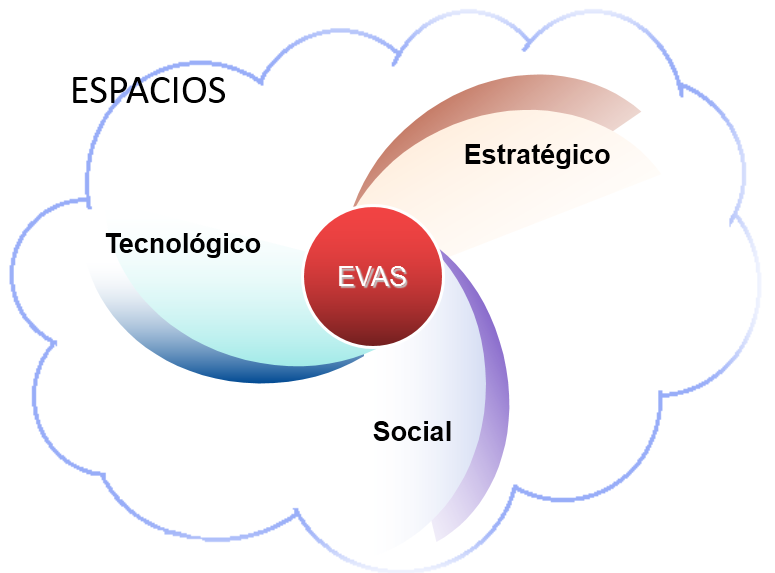 ESPACIOS
Estratégico
Tecnológico
EVAS
Social